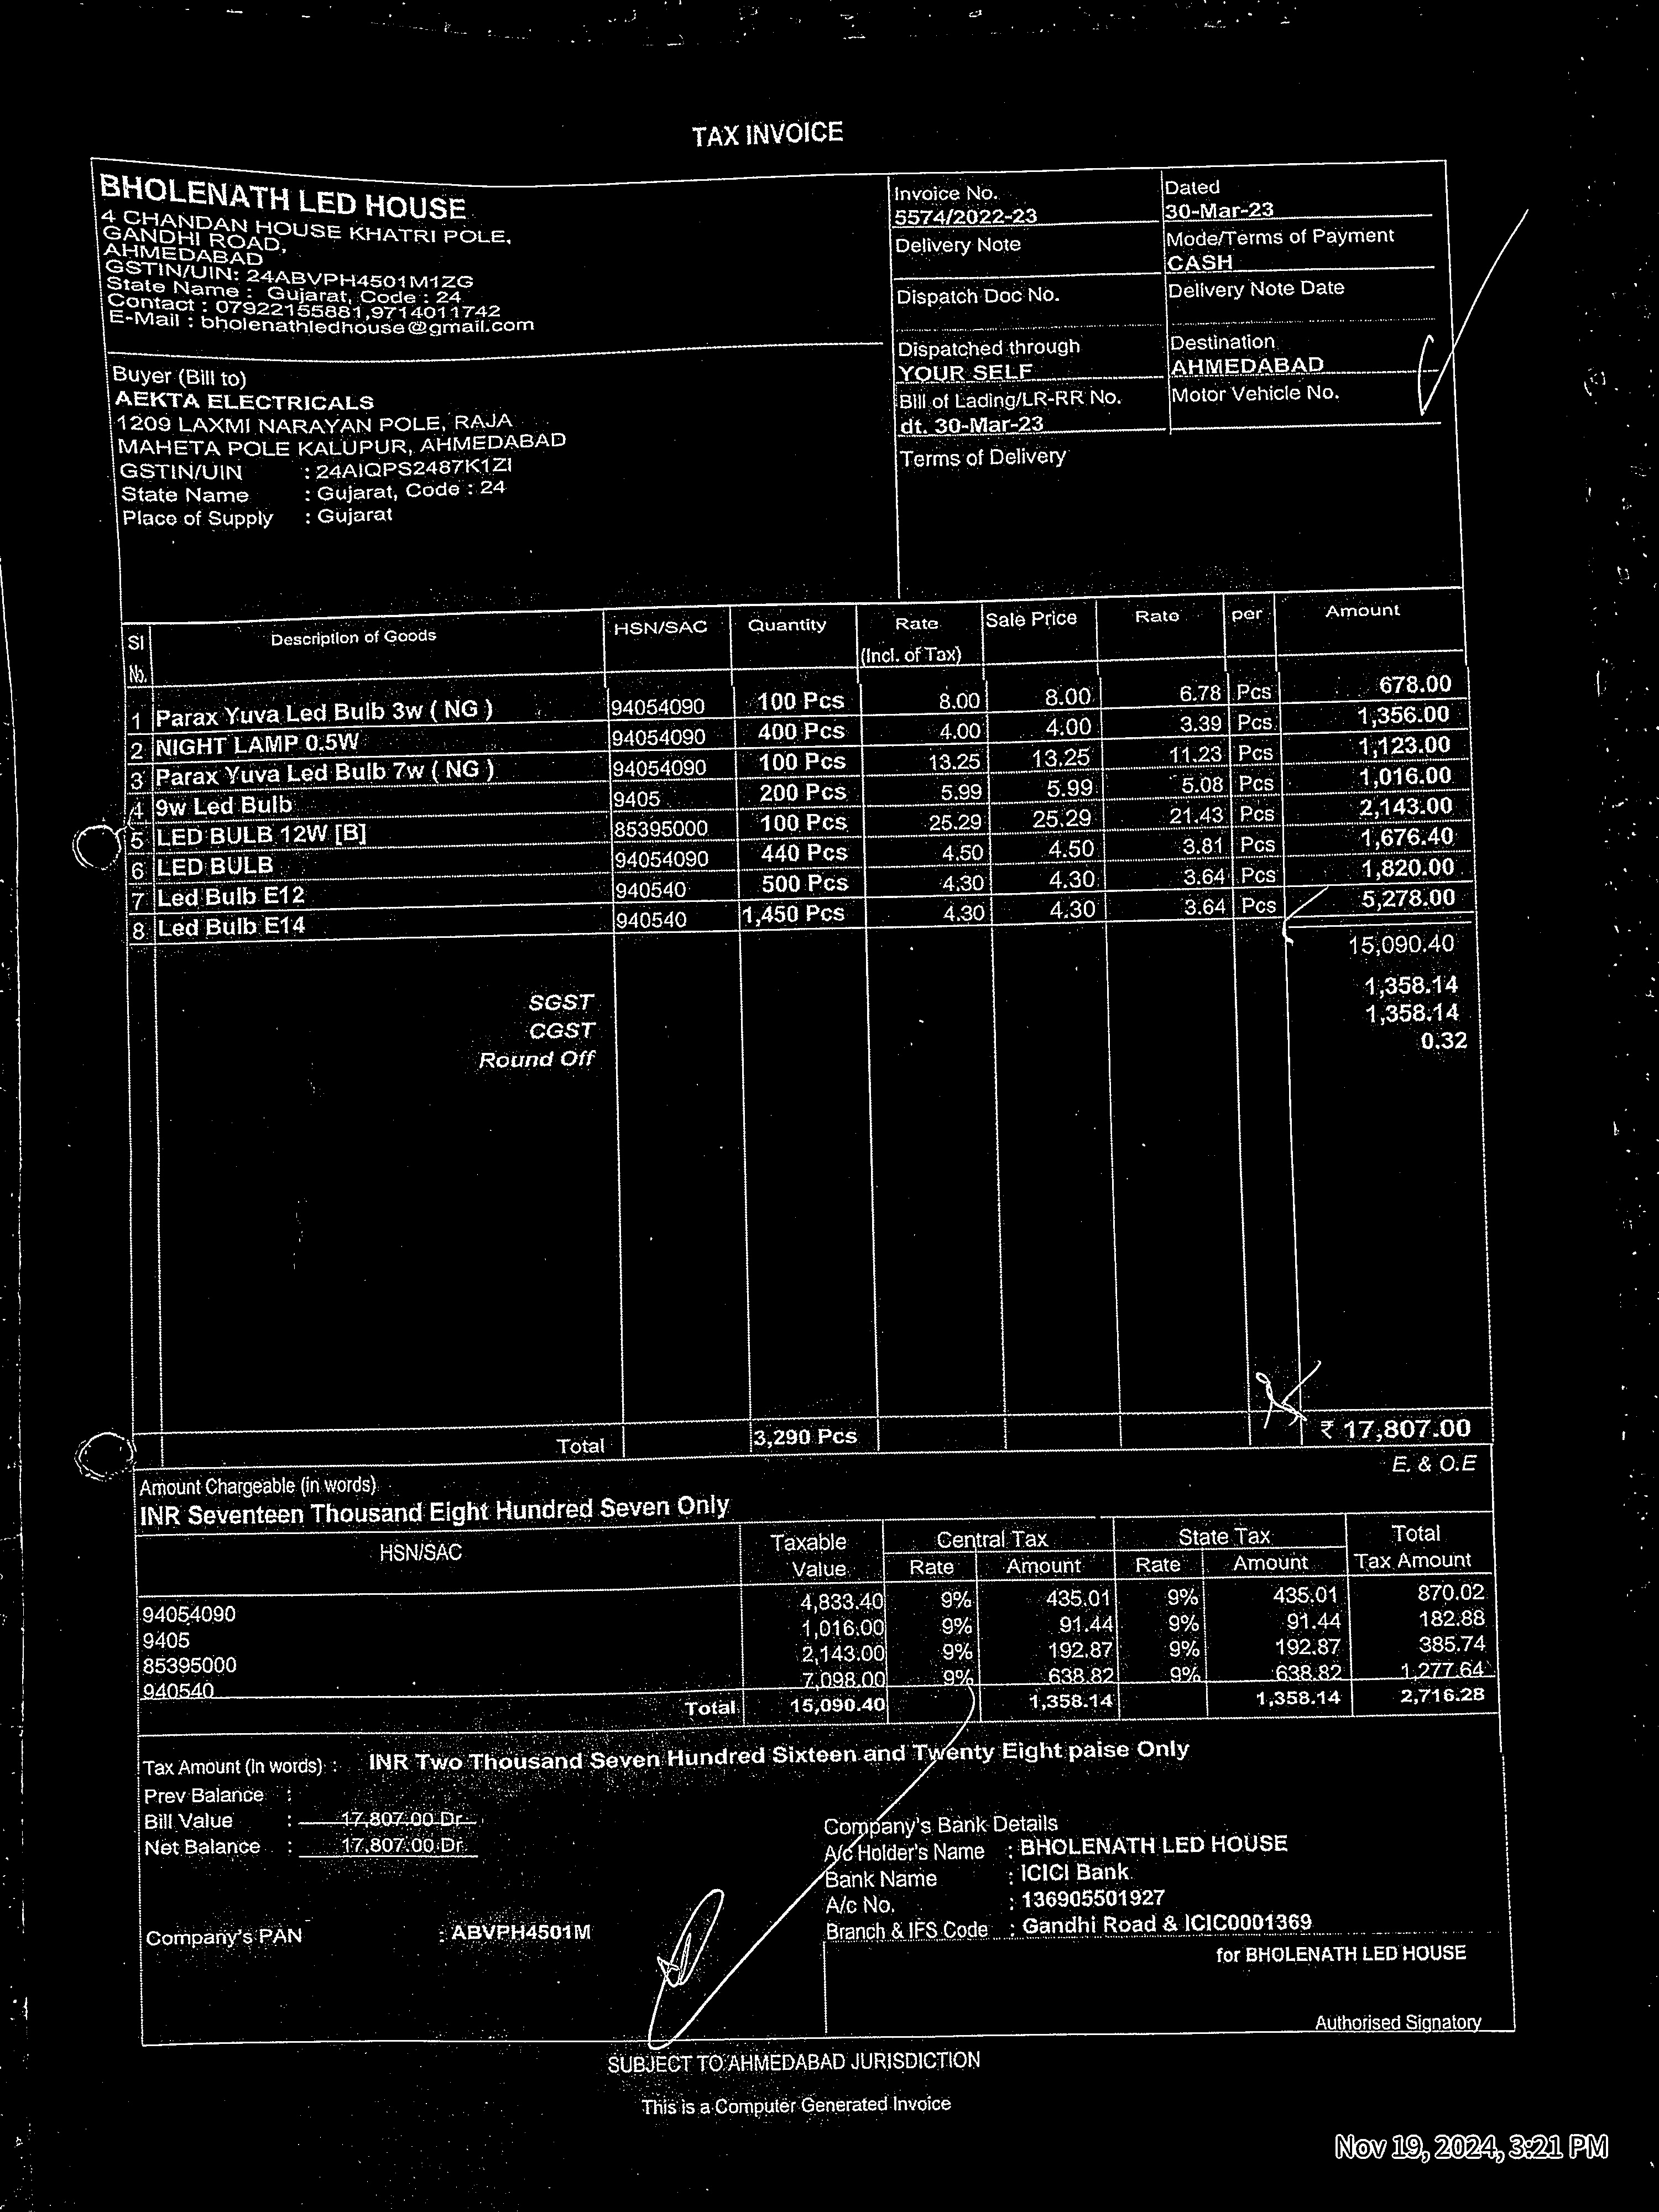 TAX INVOICE
BHOLENATH LED HOUSE
4 CHANDAN HOUSE KHATRI POLE,
GANDHI ROAD,
AHMEDABAD
GSTIN/UIN: 24ABVPH4501M1ZG
State Name : Gujarat, Code : 24
Contact : 07922155881,9714011742
E-Mail : bholenathledhouse@gmail.com
Invoice No.
5574/2022-23
Dated
30-Mar-23
Delivery Note
Mode/Terms of Payment
CASH
Dispatch Doc No.
Delivery Note Date
Dispatched through
YOUR SELF
Destination
AHMEDABAD
Bill of Lading/LR-RR No.
dt. 30-Mar-23
Motor Vehicle No.
Terms of Delivery
Buyer (Bill to)
AEKTA ELECTRICALS
1209 LAXMI NARAYAN POLE, RAJA
MAHETA POLE KALUPUR, AHMEDABAD
GSTIN/UIN : 24AIQPS2487K1ZI
State Name : Gujarat, Code : 24
Place of Supply : Gujarat
Sl No. Description of Goods HSN/SAC Quantity Rate (Incl. of Tax) Sale Price Rate per Amount
1 Parax Yuva Led Bulb 3w ( NG ) 94054090 100 Pcs 8.00 8.00 6.78 Pcs 678.00
2 NIGHT LAMP 0.5W 94054090 400 Pcs 4.00 4.00 3.39 Pcs 1,356.00
3 Parax Yuva Led Bulb 7w ( NG ) 94054090 100 Pcs 13.25 13.25 11.23 Pcs 1,123.00
4 9w Led Bulb 9405 200 Pcs 5.99 5.99 5.08 Pcs 1,016.00
5 LED BULB 12W [B] 85395000 100 Pcs 25.29 25.29 21.43 Pcs 2,143.00
6 LED BULB 94054090 440 Pcs 4.50 4.50 3.81 Pcs 1,676.40
7 Led Bulb E12 940540 500 Pcs 4.30 4.30 3.64 Pcs 1,820.00
8 Led Bulb E14 940540 1,450 Pcs 4.30 4.30 3.64 Pcs 5,278.00
15,090.40
SGST 1,358.14
CGST 1,358.14
Round Off 0.32
Total 3,290 Pcs ₹ 17,807.00
E. & O.E
Amount Chargeable (in words)
INR Seventeen Thousand Eight Hundred Seven Only
HSN/SAC Taxable Value Central Tax State Tax Total Tax Amount
Rate Amount Rate Amount
94054090 4,833.40 9% 435.01 9% 435.01 870.02
9405 1,016.00 9% 91.44 9% 91.44 182.88
85395000 2,143.00 9% 192.87 9% 192.87 385.74
940540 7,098.00 9% 638.82 9% 638.82 1,277.64
Total 15,090.40 1,358.14 1,358.14 2,716.28
Tax Amount (in words) : INR Two Thousand Seven Hundred Sixteen and Twenty Eight paise Only
Prev Balance :
Bill Value : 17,807.00 Dr
Net Balance : 17,807.00 Dr
Company's Bank Details
A/c Holder's Name : BHOLENATH LED HOUSE
Bank Name : ICICI Bank
A/c No. : 136905501927
Branch & IFS Code : Gandhi Road & ICIC0001369
Company's PAN : ABVPH4501M
for BHOLENATH LED HOUSE
Authorised Signatory
SUBJECT TO AHMEDABAD JURISDICTION
This is a Computer Generated Invoice
Nov 19, 2024, 3:21 PM